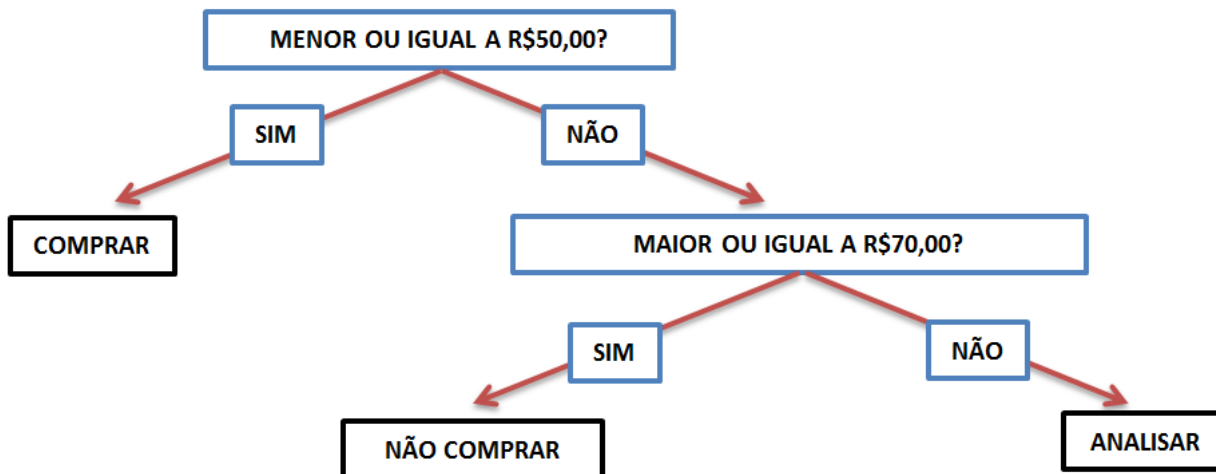 MENOR OU IGUAL A R$50,00?
SIM
NÃO
COMPRAR
MAIOR OU IGUAL A R$70,00?
SIM
NÃO
NÃO COMPRAR
ANALISAR